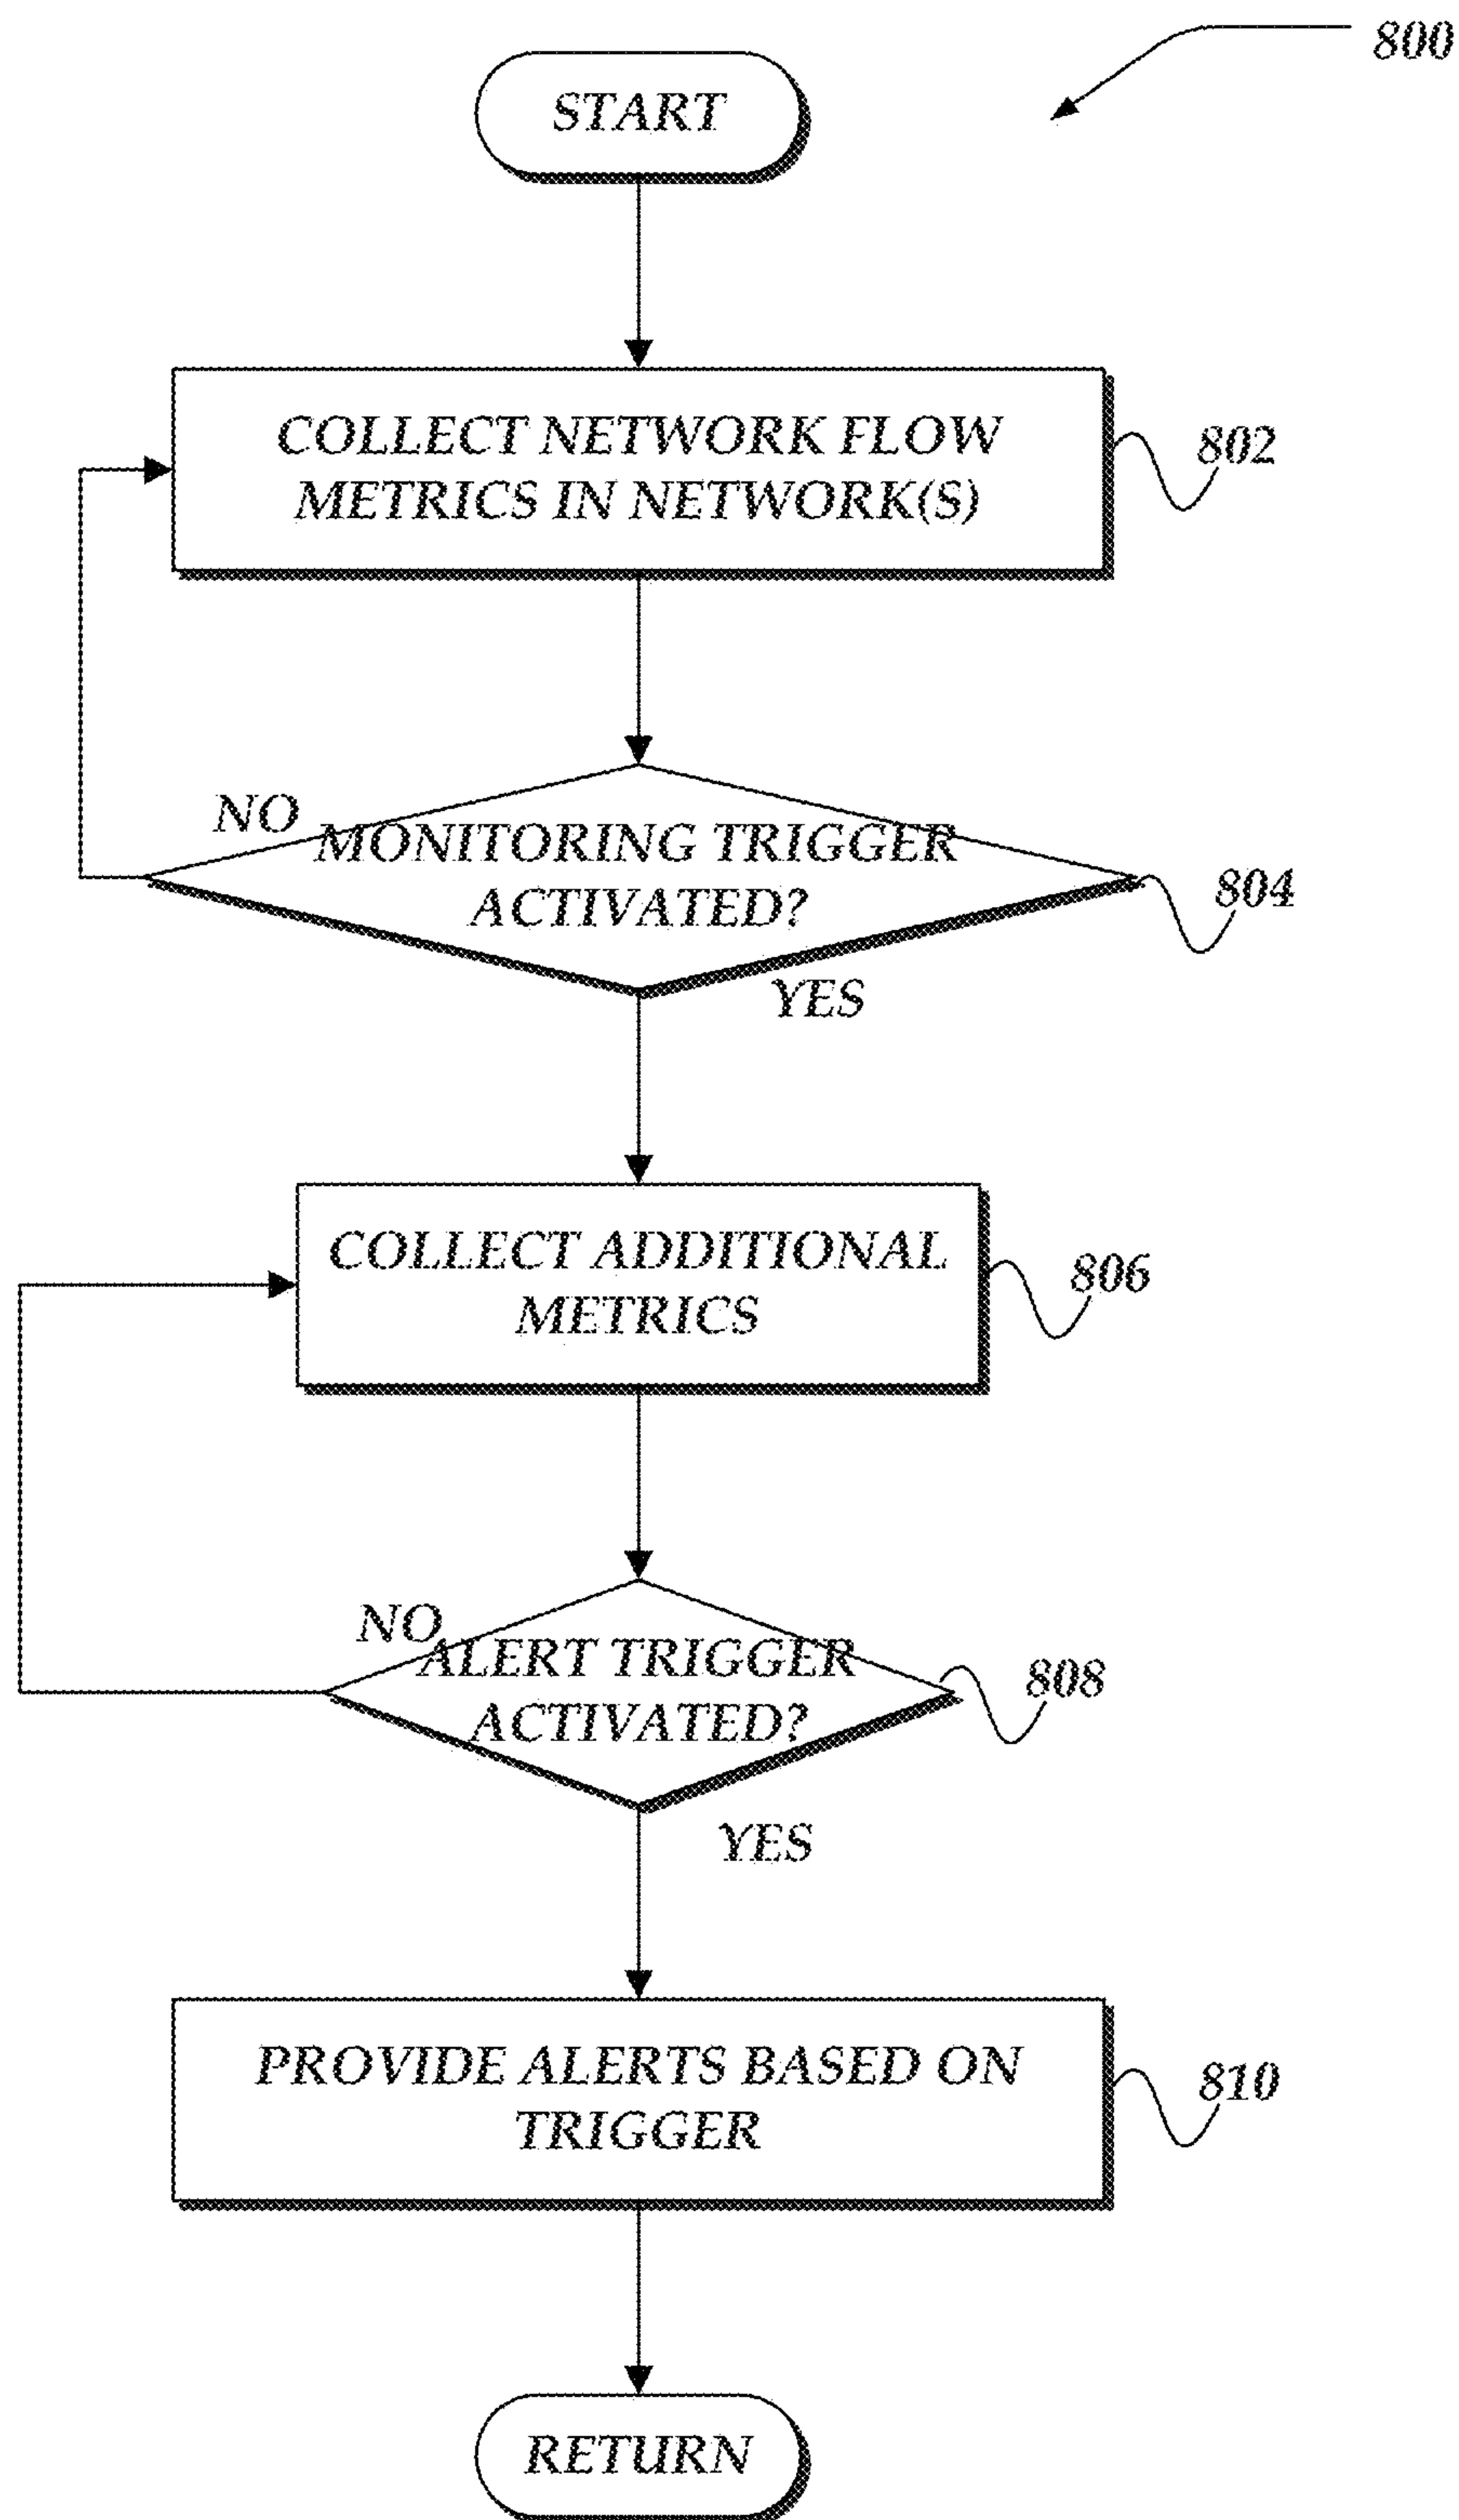 800
START
COLLECT NETWORK FLOW
METRICS IN NETWORK(S)
802
NO
MONITORING TRIGGER
ACTIVATED?
804
YES
COLLECT ADDITIONAL
METRICS
806
NO
ALERT TRIGGER
ACTIVATED?
808
YES
PROVIDE ALERTS BASED ON
TRIGGER
810
RETURN